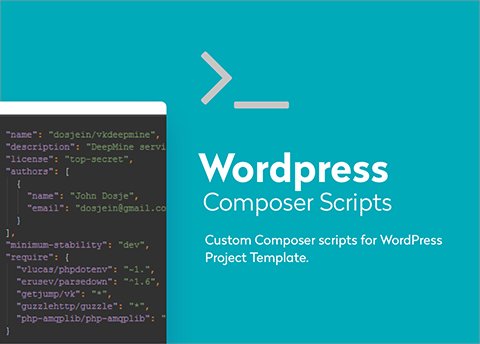 "name": "dosjein/vkdeepmine",
"description": "DeepMine servi
"license": "top-secret",
"authors": [
{
"name": "John Dosje",
"email": "dosjein@gmail.co
}
],
"minimum-stability": "dev",
"require": {
"vlucas/phpdotenv": "~1.",
"erusev/parsedown": "^1.6",
"getjump/vk": "*",
"guzzlehttp/guzzle": "*",
"php-amqplib/php-amqplib": "
}
Wordpress
Composer Scripts
Custom Composer scripts for WordPress
Project Template.